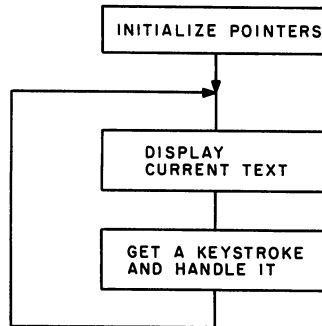 INITIALIZE POINTERS
DISPLAY
CURRENT TEXT
GET A KEYSTROKE
AND HANDLE IT